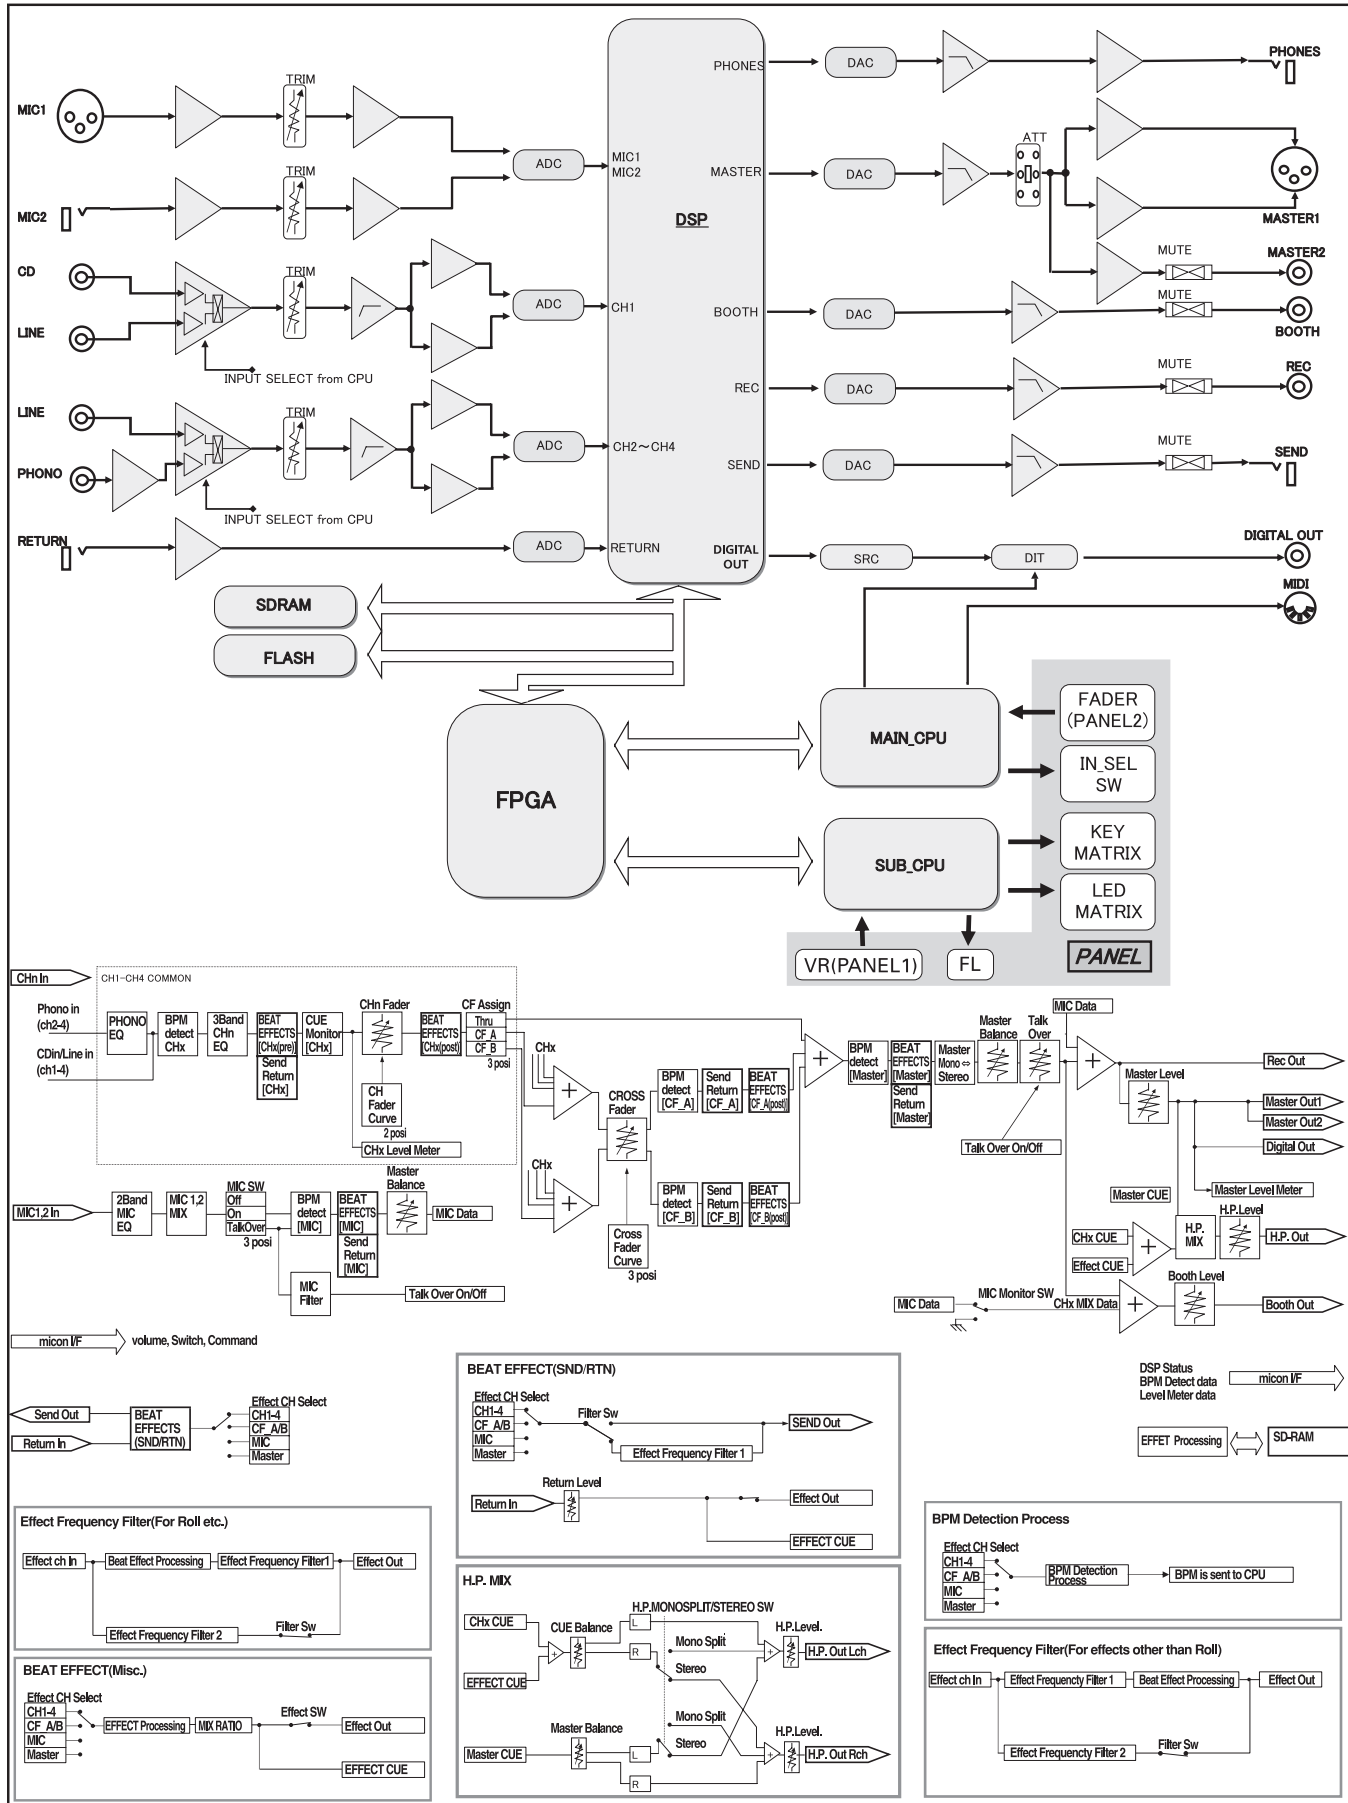 MIC1
TRIM
MIC2
TRIM
ADC
MIC1
MIC2
CD
LINE
TRIM
ADC
CH1
INPUT SELECT from CPU
LINE
PHONO
TRIM
ADC
CH2～CH4
INPUT SELECT from CPU
RETURN
ADC
RETURN
DSP
PHONES
DAC
PHONES
MASTER
DAC
ATT
MASTER1
MUTE
MASTER2
BOOTH
DAC
MUTE
BOOTH
REC
DAC
MUTE
REC
SEND
DAC
MUTE
SEND
DIGITAL
OUT
SRC
DIT
DIGITAL OUT
MIDI
SDRAM
FLASH
FPGA
MAIN_CPU
SUB_CPU
FADER
(PANEL2)
IN_SEL
SW
KEY
MATRIX
LED
MATRIX
VR(PANEL1)
FL
PANEL
CHn In
CH1-CH4 COMMON
Phono in
(ch2-4)
CDin/Line in
(ch1-4)
PHONO
EQ
BPM
detect
CHx
3Band
CHn
EQ
BEAT
EFFECTS
[CHx(pre)]
Send
Return
[CHx]
CUE
Monitor
[CHx]
CHn Fader
CH
Fader
Curve
2 posi
CHx Level Meter
BEAT
EFFECTS
[CHx(post)]
CF Assign
Thru
CF_A
CF_B
3 posi
CHx
+
CHx
+
CROSS
Fader
Cross
Fader
Curve
3 posi
BPM
detect
[CF_A]
Send
Return
[CF_A]
BEAT
EFFECTS
[CF_A(post)]
BPM
detect
[CF_B]
Send
Return
[CF_B]
BEAT
EFFECTS
[CF_B(post)]
+
BPM
detect
[Master]
BEAT
EFFECTS
[Master]
Send
Return
[Master]
Master
Mono ⇔
Stereo
Master
Balance
Talk
Over
Talk Over On/Off
MIC Data
+
Rec Out
Master Level
Master Out1
Master Out2
Digital Out
Master CUE
Master Level Meter
CHx CUE
Effect CUE
+
H.P.
MIX
H.P.Level
H.P. Out
MIC Data
MIC Monitor SW
CHx MIX Data
+
Booth Level
Booth Out
MIC1,2 In
2Band
MIC
EQ
MIC 1,2
MIX
MIC SW
Off
On
TalkOver
3 posi
BPM
detect
[MIC]
BEAT
EFFECTS
[MIC]
Send
Return
[MIC]
Master
Balance
MIC Data
MIC
Filter
Talk Over On/Off
micon I/F
volume, Switch, Command
Send Out
Return In
BEAT
EFFECTS
(SND/RTN)
Effect CH Select
CH1-4
CF_A/B
MIC
Master
BEAT EFFECT(SND/RTN)
Effect CH Select
CH1-4
CF_A/B
MIC
Master
Filter Sw
Effect Frequency Filter 1
SEND Out
Return In
Return Level
Effect Out
EFFECT CUE
DSP Status
BPM Detect data
Level Meter data
micon I/F
EFFET Processing
SD-RAM
Effect Frequency Filter(For Roll etc.)
Effect ch In
Beat Effect Processing
Effect Frequency Filter1
Effect Out
Effect Frequency Filter 2
Filter Sw
BEAT EFFECT(Misc.)
Effect CH Select
CH1-4
CF_A/B
MIC
Master
EFFECT Processing
MIX RATIO
Effect SW
Effect Out
EFFECT CUE
H.P. MIX
CHx CUE
EFFECT CUE
+
CUE Balance
H.P.MONOSPLIT/STEREO SW
L
R
Mono Split
Stereo
+
H.P.Level.
H.P. Out Lch
Master CUE
Master Balance
L
R
Mono Split
Stereo
+
H.P.Level.
H.P. Out Rch
BPM Detection Process
Effect CH Select
CH1-4
CF_A/B
MIC
Master
BPM Detection
Process
BPM is sent to CPU
Effect Frequency Filter(For effects other than Roll)
Effect ch In
Effect Frequencty Filter 1
Beat Effect Processing
Effect Out
Effect Frequencty Filter 2
Filter Sw